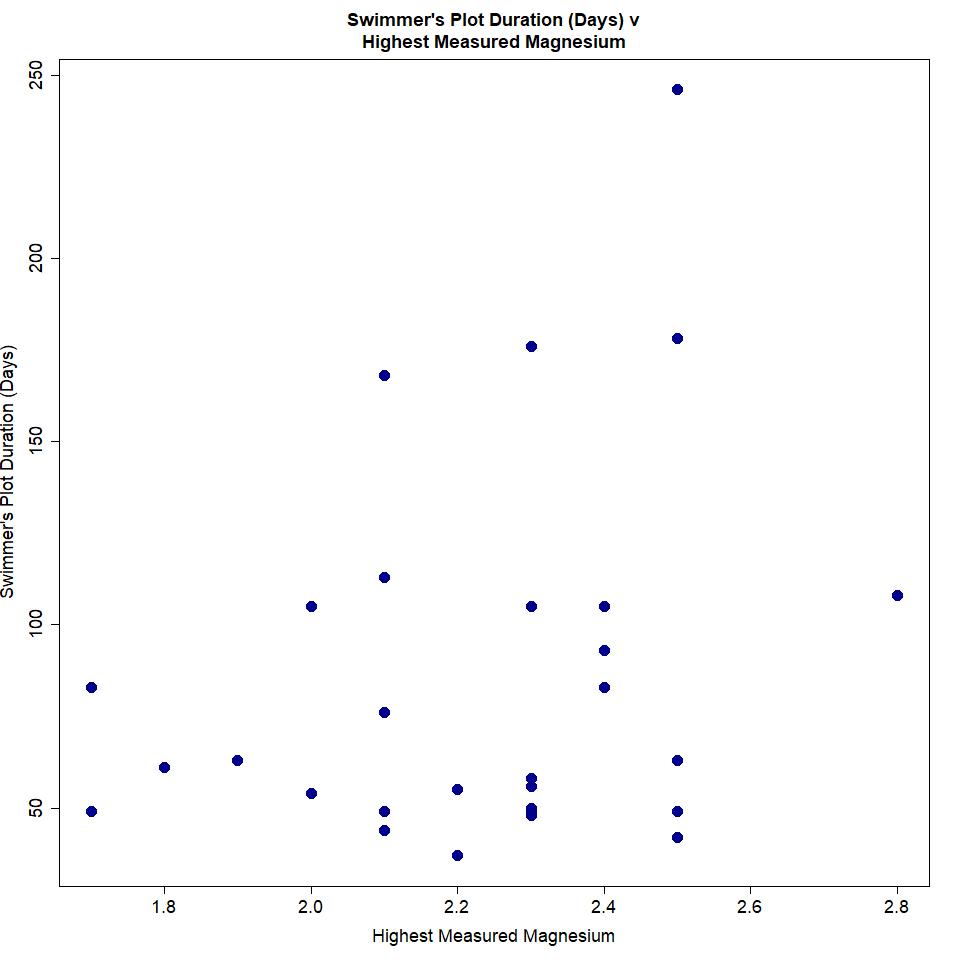 Swimmer's Plot Duration (Days) v
Highest Measured Magnesium
Swimmer's Plot Duration (Days)
250
200
150
100
50
1.8 2.0 2.2 2.4 2.6 2.8
Highest Measured Magnesium